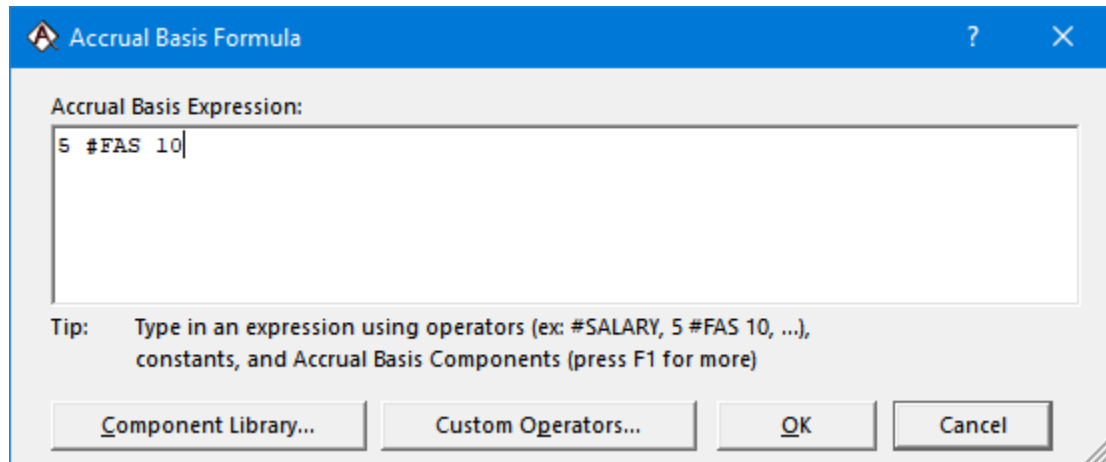 Accrual Basis Formula
?
Accrual Basis Expression:
5 #FAS 10
Tip: Type in an expression using operators (ex: #SALARY, 5 #FAS 10, ...),
constants, and Accrual Basis Components (press F1 for more)
Component Library... Custom Operators... OK Cancel